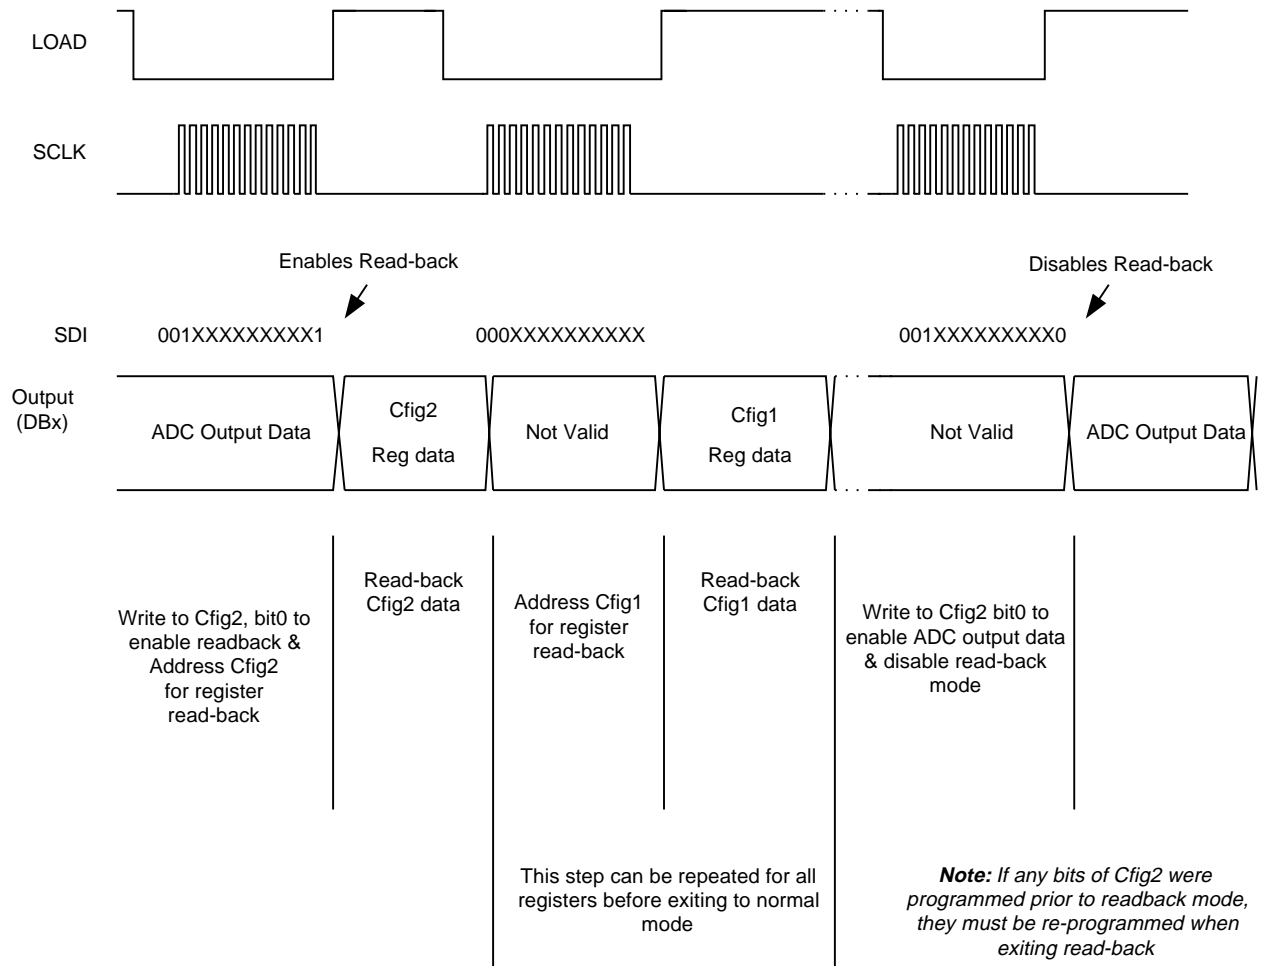 LOAD
SCLK
Enables Read-back
Disables Read-back
SDI
001XXXXXXXXX1
000XXXXXXXXXX
001XXXXXXXXX0
Output
(DBx)
ADC Output Data
Cfig2
Reg data
Not Valid
Cfig1
Reg data
Not Valid
ADC Output Data
Write to Cfig2, bit0 to
enable readback &
Address Cfig2
for register
read-back
Read-back
Cfig2 data
Address Cfig1
for register
read-back
Read-back
Cfig1 data
Write to Cfig2 bit0 to
enable ADC output data
& disable read-back
mode
This step can be repeated for all
registers before exiting to normal
mode
Note: If any bits of Cfig2 were
programmed prior to readback mode,
they must be re-programmed when
exiting read-back